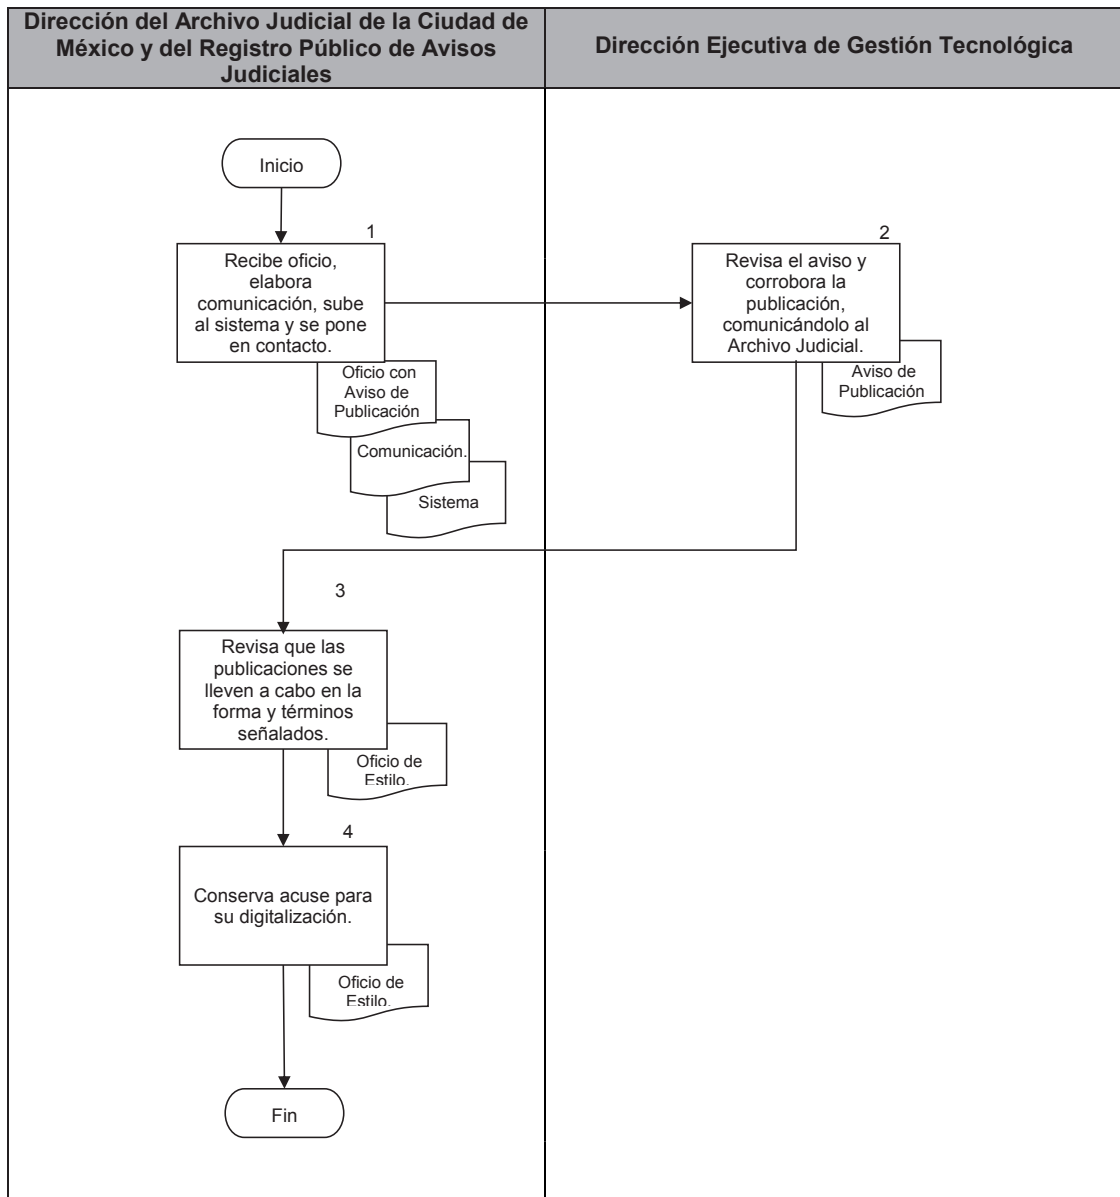 Dirección del Archivo Judicial de la Ciudad de
México y del Registro Público de Avisos
Judiciales
Dirección Ejecutiva de Gestión Tecnológica
Inicio
1
Recibe oficio,
elabora
comunicación, sube
al sistema y se pone
en contacto.
Oficio con
Aviso de
Publicación
Comunicación.
Sistema
2
Revisa el aviso y
corrobora la
publicación,
comunicándolo al
Archivo Judicial.
Aviso de
Publicación
3
Revisa que las
publicaciones se
lleven a cabo en la
forma y términos
señalados.
Oficio de
Estilo.
4
Conserva acuse para
su digitalización.
Oficio de
Estilo.
Fin